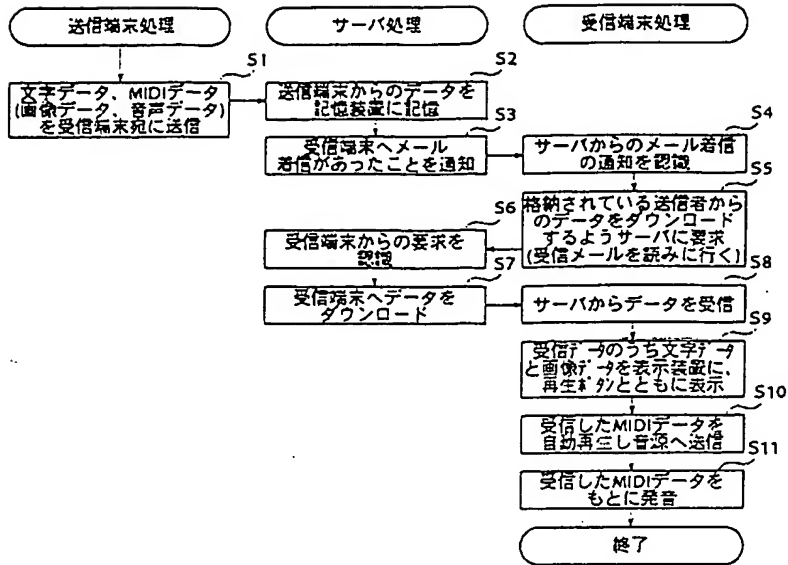 送信端末処理
サーバ処理
受信端末処理
S1
文字データ、MIDIデータ
(画像データ、音声データ)
を受信端末宛に送信
S2
送信端末からのデータを
記憶装置に記憶
S3
受信端末へメール
着信があったことを通知
S4
サーバからのメール着信
の通知を認識
S5
格納されている送信者から
のデータをダウンロード
するようサーバに要求
(受信メールを読みに行く)
S6
受信端末からの要求を
認識
S7
受信端末へデータを
ダウンロード
S8
サーバからデータを受信
S9
受信データのうち文字データ
と画像データを表示装置に、
再生ボタンとともに表示
S10
受信したMIDIデータを
自動再生し音源へ送信
S11
受信したMIDIデータを
もとに発音
終了